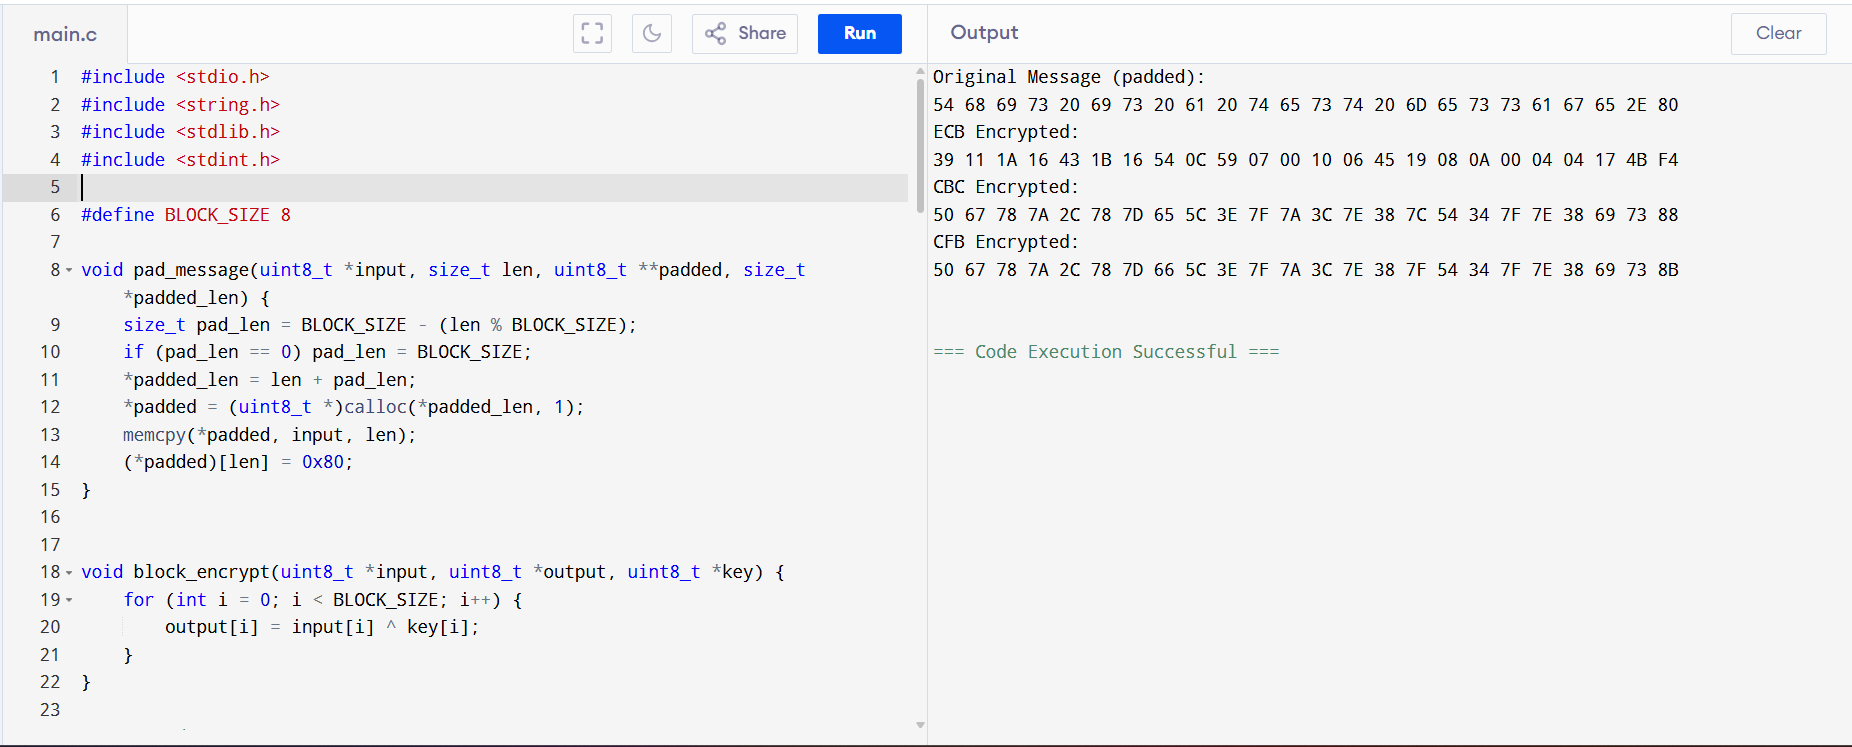 main.c
Share
Run
Output
Clear
1 #include <stdio.h>
2 #include <string.h>
3 #include <stdlib.h>
4 #include <stdint.h>
5
6 #define BLOCK_SIZE 8
7
8 void pad_message(uint8_t *input, size_t len, uint8_t **padded, size_t
*padded_len) {
9 size_t pad_len = BLOCK_SIZE - (len % BLOCK_SIZE);
10 if (pad_len == 0) pad_len = BLOCK_SIZE;
11 *padded_len = len + pad_len;
12 *padded = (uint8_t *)calloc(*padded_len, 1);
13 memcpy(*padded, input, len);
14 (*padded)[len] = 0x80;
15 }
16
17
18 void block_encrypt(uint8_t *input, uint8_t *output, uint8_t *key) {
19 for (int i = 0; i < BLOCK_SIZE; i++) {
20 output[i] = input[i] ^ key[i];
21 }
22 }
23
Original Message (padded):
54 68 69 73 20 69 73 20 61 20 74 65 73 74 20 6D 65 73 73 61 67 65 2E 80
ECB Encrypted:
39 11 1A 16 43 1B 16 54 0C 59 07 00 10 06 45 19 08 0A 00 04 04 17 4B F4
CBC Encrypted:
50 67 78 7A 2C 78 7D 65 5C 3E 7F 7A 3C 7E 38 7C 54 34 7F 7E 38 69 73 88
CFB Encrypted:
50 67 78 7A 2C 78 7D 66 5C 3E 7F 7A 3C 7E 38 7F 54 34 7F 7E 38 69 73 8B
=== Code Execution Successful ===